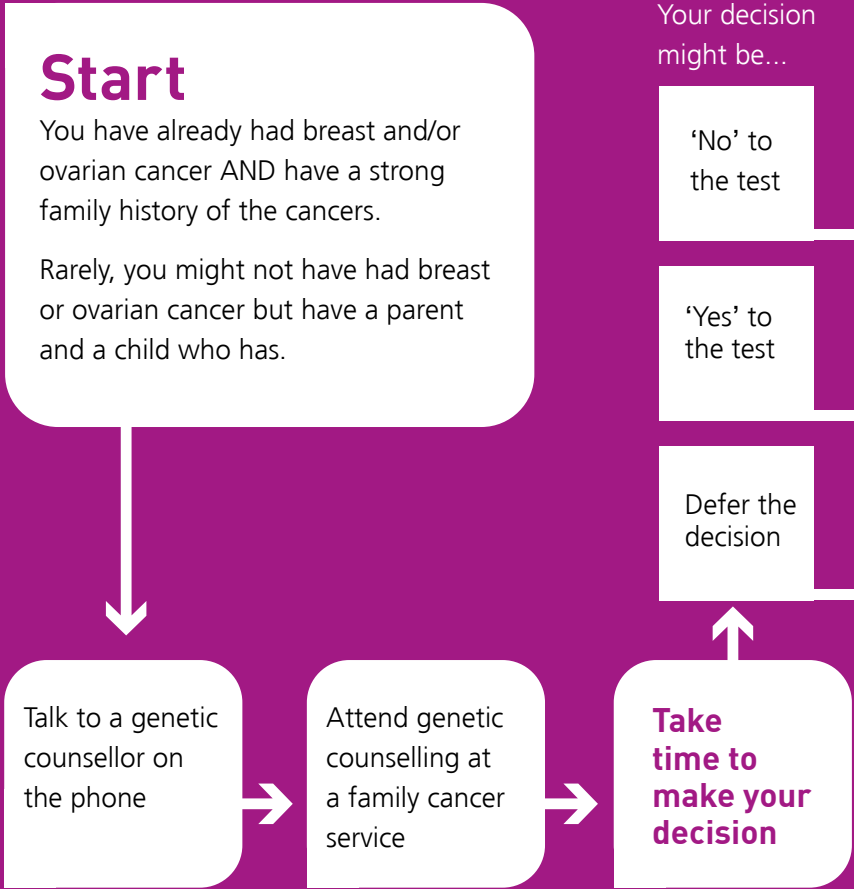 Start
You have already had breast and/or
ovarian cancer AND have a strong
family history of the cancers.
Rarely, you might not have had breast
or ovarian cancer but have a parent
and a child who has.
Talk to a genetic
counsellor on
the phone
Attend genetic
counselling at
a family cancer
service
Take
time to
make your
decision
Your decision
might be...
‘No’ to
the test
‘Yes’ to
the test
Defer the
decision